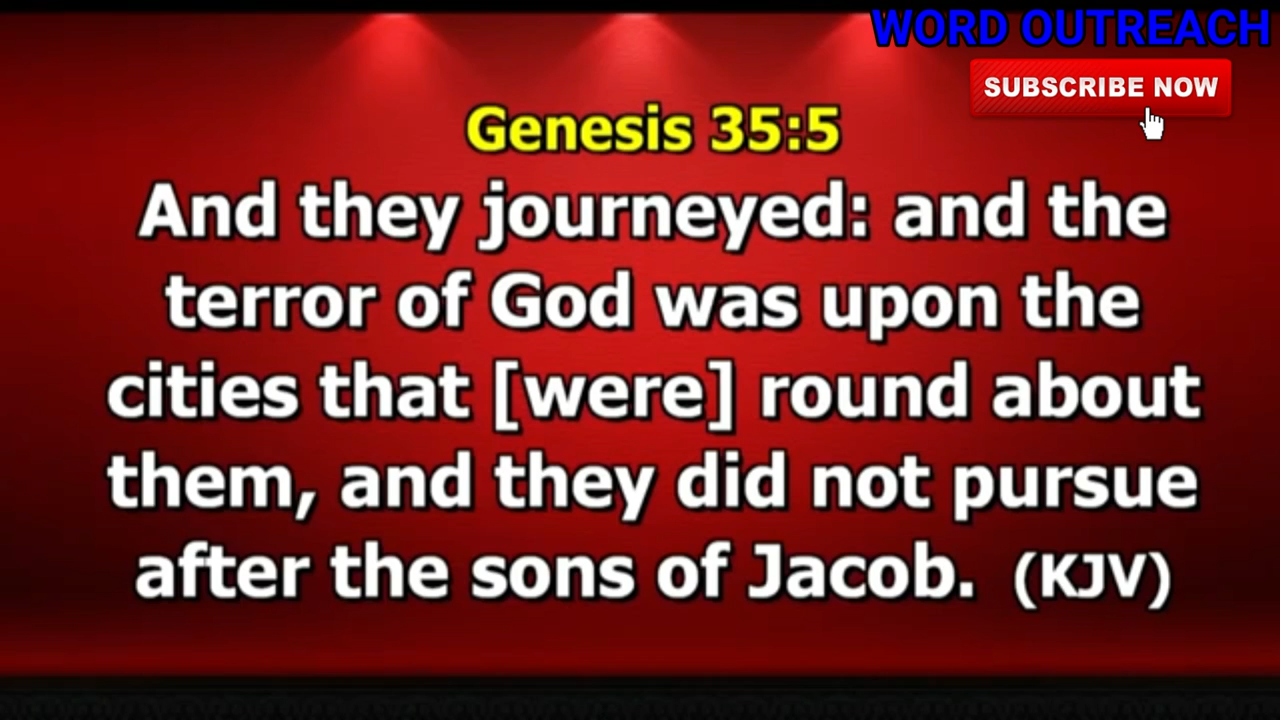 WORD OUTREACH
SUBSCRIBE NOW
Genesis 35:5
And they journeyed: and the
terror of God was upon the
cities that [were] round about
them, and they did not pursue
after the sons of Jacob. (KJV)